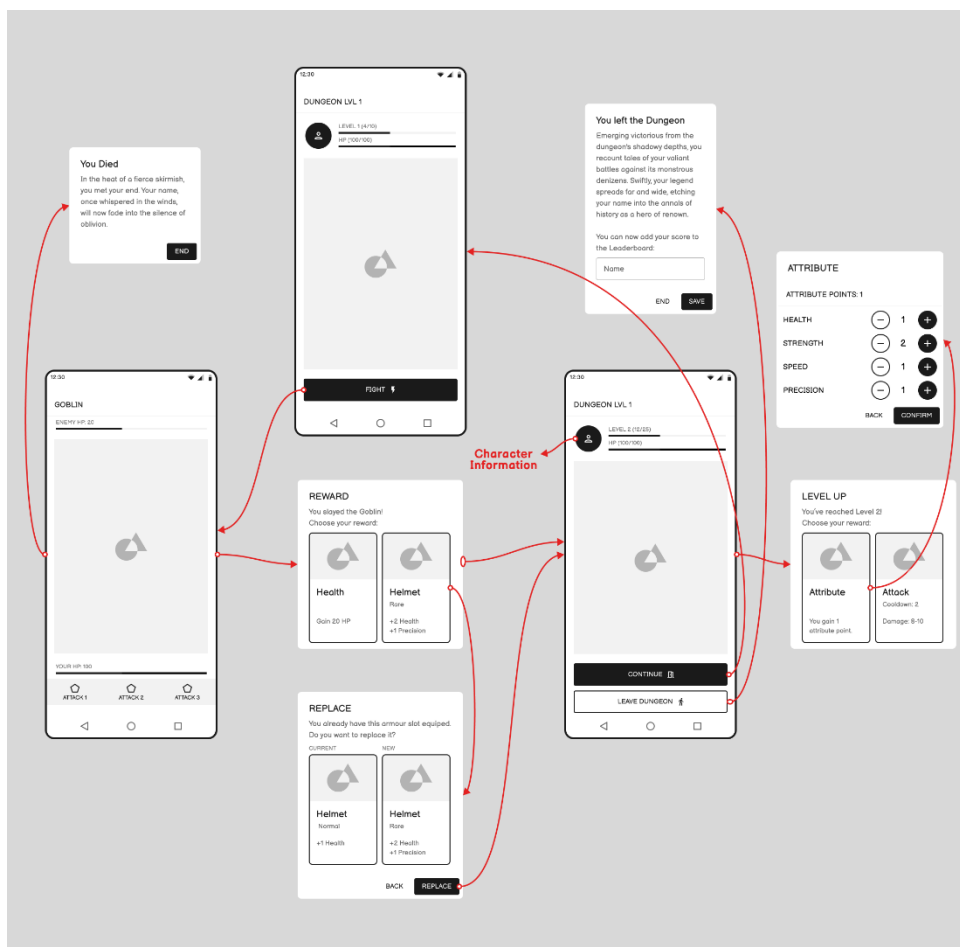 12:30
DUNGEON LVL 1
LEVEL 1 (4/10)
HP (100/100)
FIGHT
You Died
In the heat of a fierce skirmish,
you met your end. Your name,
once whispered in the winds,
will now fade into the silence of
oblivion.
END
You left the Dungeon
Emerging victorious from the
dungeon's shadowy depths, you
recount tales of your valiant
battles against its monstrous
denizens. Swiftly, your legend
spreads far and wide, etching
your name into the annals of
history as a hero of renown.
You can now add your score to
the Leaderboard:
Name
END SAVE
ATTRIBUTE
ATTRIBUTE POINTS: 1
HEALTH − 1 +
STRENGTH − 2 +
SPEED − 1 +
PRECISION − 1 +
BACK CONFIRM
12:30
GOBLIN
ENEMY HP: 20
YOUR HP: 100
ATTACK 1 ATTACK 2 ATTACK 3
REWARD
You slayed the Goblin!
Choose your reward:
Health
Gain 20 HP
Helmet
Rare
+2 Health
+1 Precision
REPLACE
You already have this armour slot equiped.
Do you want to replace it?
CURRENT NEW
Helmet
Normal
+1 Health
Helmet
Rare
+2 Health
+1 Precision
BACK REPLACE
Character
Information
12:30
DUNGEON LVL 1
LEVEL 2 (12/25)
HP (100/100)
CONTINUE
LEAVE DUNGEON
LEVEL UP
You've reached Level 2!
Choose your reward:
Attribute
You gain 1
attribute point.
Attack
Cooldown: 2
Damage: 8-10